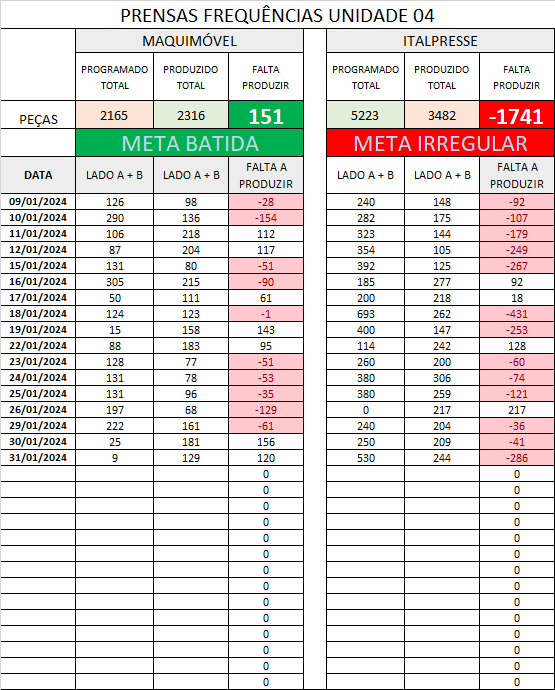 PRENSAS FREQUÊNCIAS UNIDADE 04
MAQUIMÓVEL ITALPRESSE
PROGRAMADO TOTAL PRODUZIDO TOTAL FALTA PRODUZIR PROGRAMADO TOTAL PRODUZIDO TOTAL FALTA PRODUZIR
PEÇAS 2165 2316 151 5223 3482 -1741
META BATIDA META IRREGULAR
DATA LADO A + B LADO A + B FALTA A PRODUZIR LADO A + B LADO A + B FALTA A PRODUZIR
09/01/2024 126 98 -28 240 148 -92
10/01/2024 290 136 -154 282 175 -107
11/01/2024 106 218 112 323 144 -179
12/01/2024 87 204 117 354 105 -249
15/01/2024 131 80 -51 392 125 -267
16/01/2024 305 215 -90 185 277 92
17/01/2024 50 111 61 200 218 18
18/01/2024 124 123 -1 693 262 -431
19/01/2024 15 158 143 400 147 -253
22/01/2024 88 183 95 114 242 128
23/01/2024 128 77 -51 260 200 -60
24/01/2024 131 78 -53 380 306 -74
25/01/2024 131 96 -35 380 259 -121
26/01/2024 197 68 -129 0 217 217
29/01/2024 222 161 -61 240 204 -36
30/01/2024 25 181 156 250 209 -41
31/01/2024 9 129 120 530 244 -286
0 0
0 0
0 0
0 0
0 0
0 0
0 0
0 0
0 0
0 0
0 0
0 0
0 0
0 0